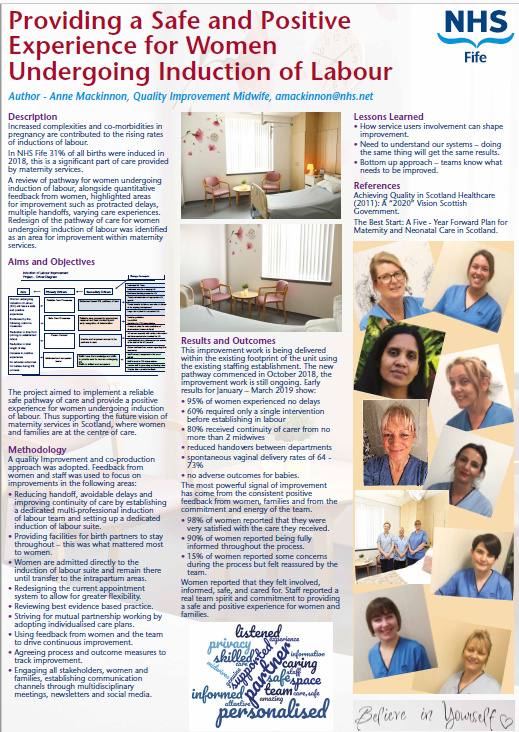 Providing a Safe and Positive
Experience for Women
Undergoing Induction of Labour
NHS
Fife
Author - Anne Mackinnon, Quality Improvement Midwife, amackinnon@nhs.net
Description
Increased complexities and co-morbidities in
pregnancy are contributed to the rising rates
of inductions of labour.
In NHS Fife 31% of all births were induced in
2018, this is a significant part of care provided
by maternity services.
A review of pathway for women undergoing
induction of labour, alongside quantitative
feedback from women, highlighted areas
for improvement such as protracted delays,
multiple handoffs, varying care experiences.
Redesign of the pathway of care for women
undergoing induction of labour was identified
as an area for improvement within maternity
services.
Aims and Objectives
The project aimed to implement a reliable
safe pathway of care and provide a positive
experience for women undergoing induction
of labour. Thus supporting the future vision of
maternity services in Scotland, where women
and families are at the centre of care.
Methodology
A quality Improvement and co-production
approach was adopted. Feedback from
women and staff was used to focus on
improvements in the following areas:
• Reducing handoff, avoidable delays and
improving continuity of care by establishing
a dedicated multi-professional induction
of labour team and setting up a dedicated
induction of labour suite.
• Providing facilities for birth partners to stay
throughout – this was what mattered most
to women.
• Women are admitted directly to the
induction of labour suite and remain there
until transfer to the intrapartum areas.
• Redesigning the current appointment
system to allow for greater flexibility.
• Reviewing best evidence based practice.
• Striving for mutual partnership working by
adopting individualised care plans.
• Using feedback from women and the team
to drive continuous improvement.
• Agreeing process and outcome measures to
track improvement.
• Engaging all stakeholders, women and
families, establishing communication
channels through multidisciplinary
meetings, newsletters and social media.
Results and Outcomes
This improvement work is being delivered
within the existing footprint of the unit using
the existing staffing establishment. The new
pathway commenced in October 2018, the
improvement work is still ongoing. Early
results for January – March 2019 show:
• 95% of women experienced no delays
• 60% required only a single intervention
before establishing in labour
• 80% received continuity of carer from no
more than 2 midwives
• reduced handovers between departments
• spontaneous vaginal delivery rates of 64 -
73%
• no adverse outcomes for babies.
The most powerful signal of improvement
has come from the consistent positive
feedback from women, families and from the
commitment and energy of the team.
• 98% of women reported that they were
very satisfied with the care they received.
• 90% of women reported being fully
informed throughout the process.
• 15% of women reported some concerns
during the process but felt reassured by the
team.
Women reported that they felt involved,
informed, safe, and cared for. Staff reported a
real team spirit and commitment to providing
a safe and positive experience for women and
families.
listened
privacy
experience
skilled
supported
partner
informative
caring
staff
safe
space
informed
team
care, safe
attentive
amazing
personalised
Lessons Learned
• How service users involvement can shape
improvement.
• Need to understand our systems – doing
the same thing will get the same results.
• Bottom up approach – teams know what
needs to be improved.
References
Achieving Quality in Scotland Healthcare
(2011): A "2020" Vision Scottish
Government.
The Best Start: A Five - Year Forward Plan for
Maternity and Neonatal Care in Scotland.
Believe in Yourself